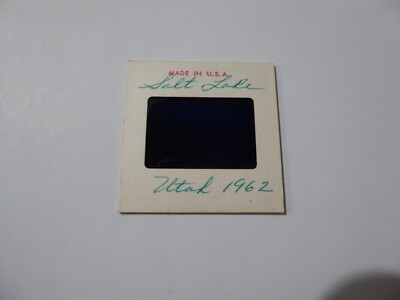 MADE IN U.S.A.
Salt Lake
Utah 1962